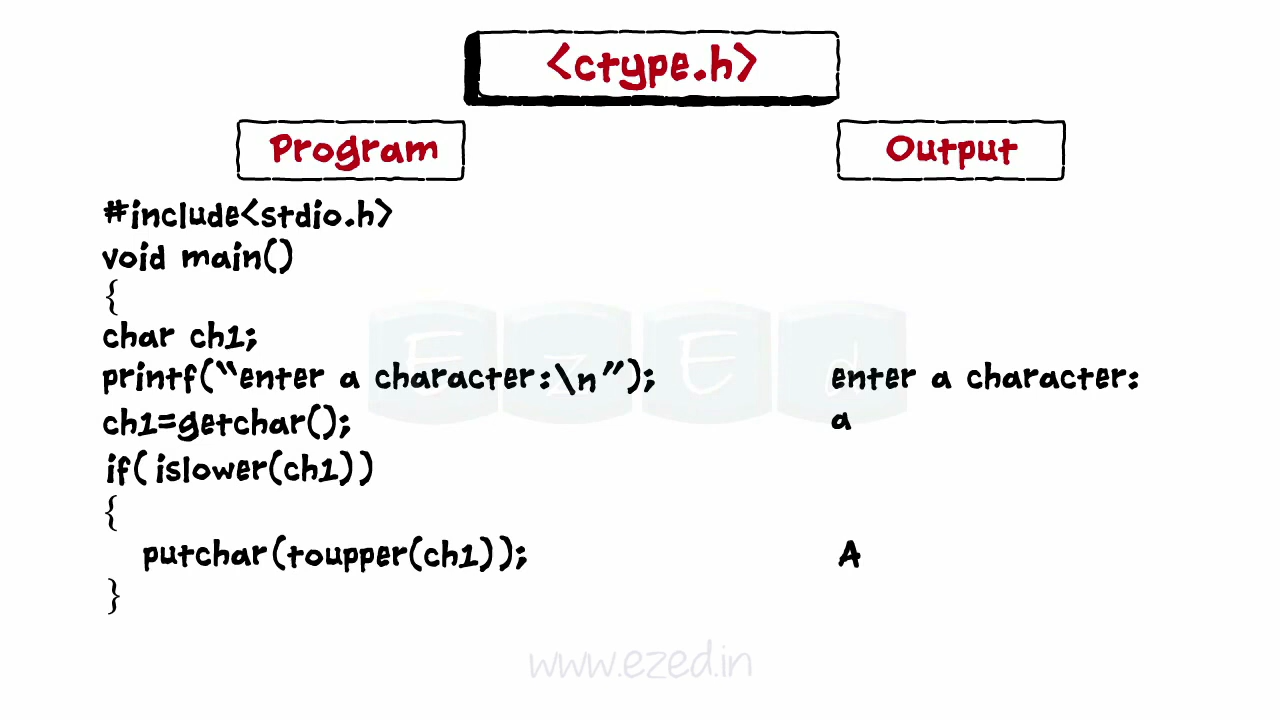 <ctype.h>
Program
Output
#include<stdio.h>
void main()
{
char ch1;
printf(“enter a character:\n”);
enter a character:
ch1=getchar();
a
if(islower(ch1))
{
putchar(toupper(ch1));
A
}
EzEd
www.ezed.in